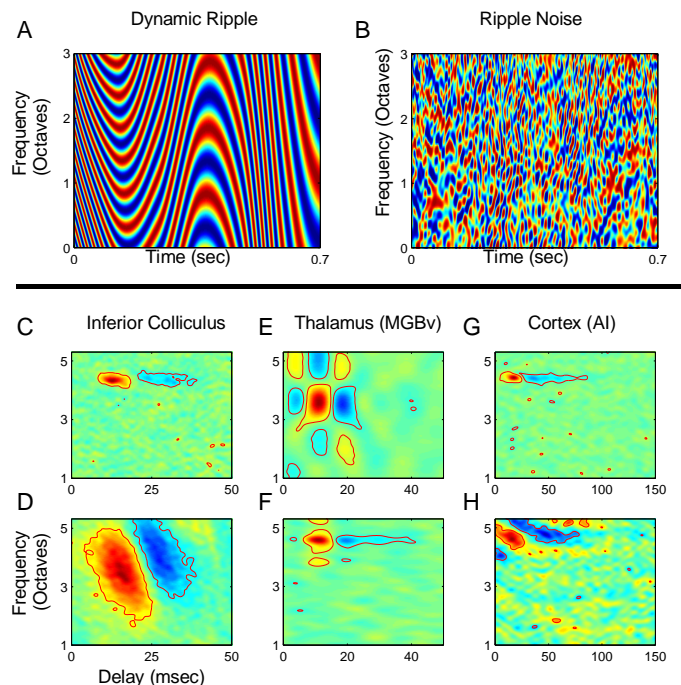 A Dynamic Ripple B Ripple Noise
3 3
2 2
1 1
0 0
Frequency
(Octaves)
Frequency (Octaves)
0 Time (sec) 0.7 0 Time (sec) 0.7
C Inferior Colliculus E Thalamus (MGBv) G Cortex (AI)
5 5 5
3 3 3
1 1 1
0 25 50 0 20 40 0 50 100 150
D F H
5 5 5
3 3 3
1 1 1
Frequency
(Octaves)
0 25 50 0 20 40 0 50 100 150
Delay (msec)